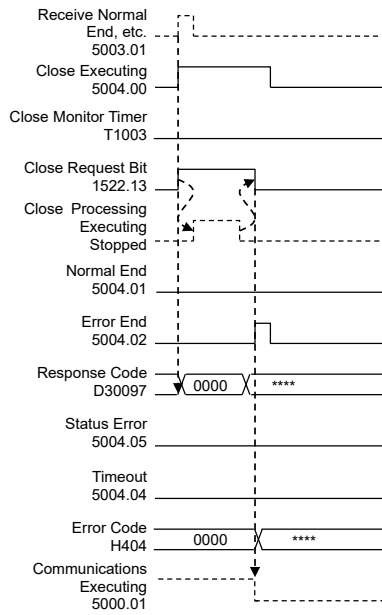 Receive Normal
End, etc.
5003.01
Close Executing
5004.00
Close Monitor Timer
T1003
Close Request Bit
1522.13
Close Processing
Executing
Stopped
Normal End
5004.01
Error End
5004.02
Response Code
D30097
0000
****
Status Error
5004.05
Timeout
5004.04
Error Code
H404
0000
****
Communications
Executing
5000.01